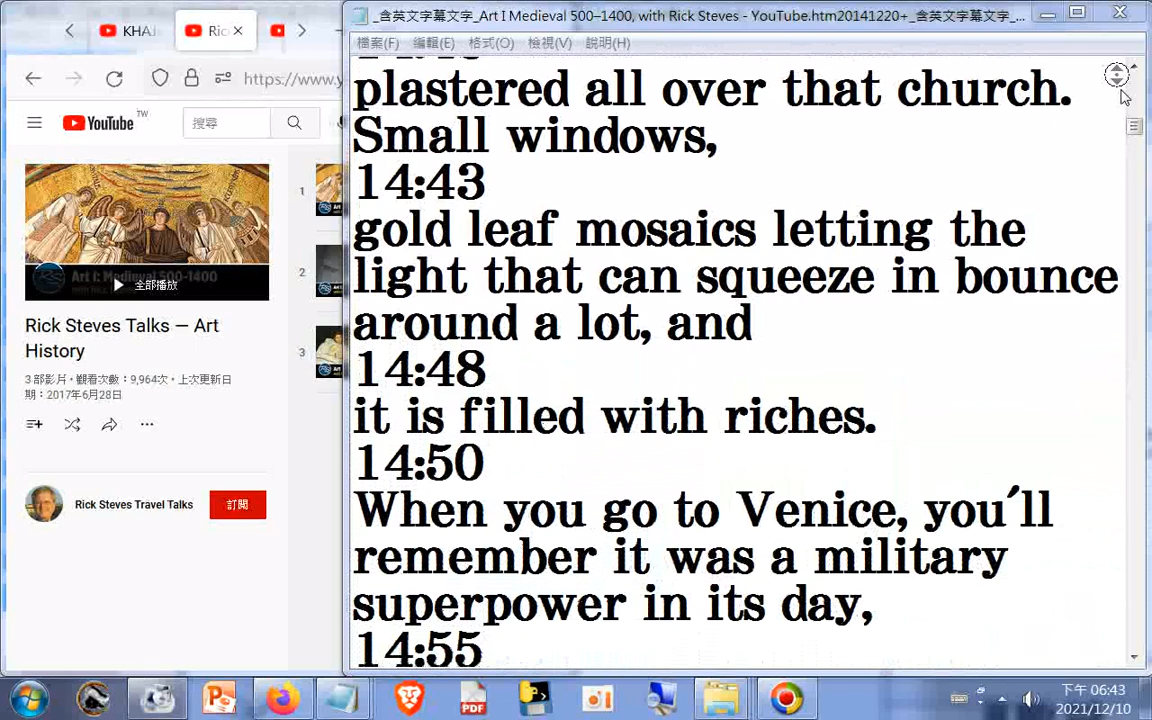 KHAJ
Ric
https://www.y
YouTube TW
搜尋
Art I: Medieval 500-1400
全部播放
1
2
3
Rick Steves Talks — Art
History
3 部影片・觀看次數：9,964次・上次更新日
期：2017年6月28日
Rick Steves Travel Talks
訂閱
_含英文字幕文字_Art I Medieval 500–1400, with Rick Steves - YouTube.htm20141220+_含英文字幕文字_...
檔案(F) 編輯(E) 格式(O) 檢視(V) 說明(H)
plastered all over that church.
Small windows,
14:43
gold leaf mosaics letting the
light that can squeeze in bounce
around a lot, and
14:48
it is filled with riches.
14:50
When you go to Venice, you'll
remember it was a military
superpower in its day,
14:55
PDF
下午 06:43
2021/12/10